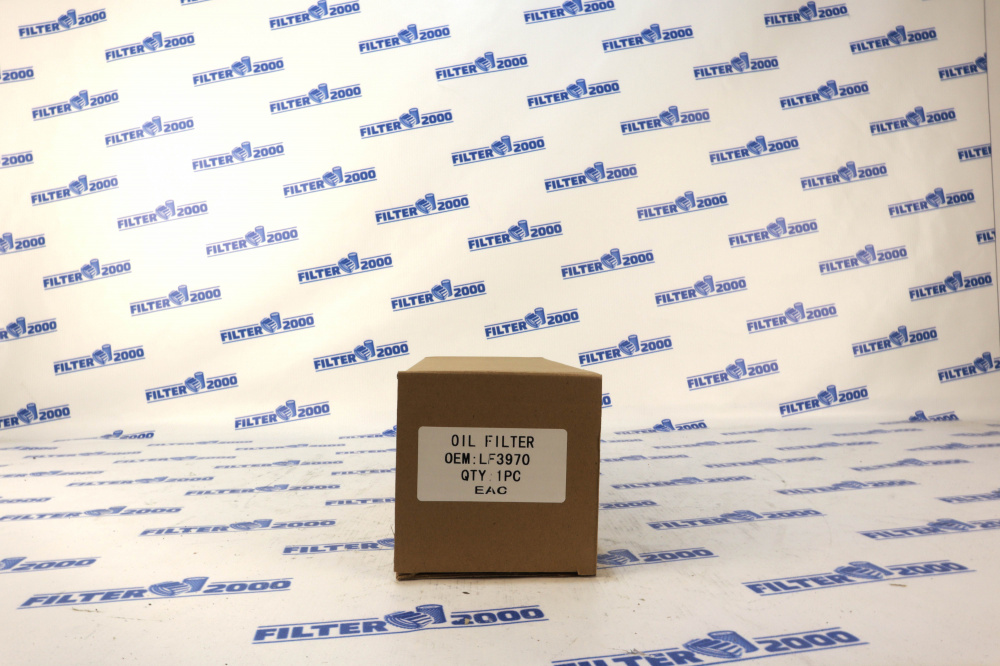 FILTER 2000
OIL FILTER
OEM:LF3970
QTY:1PC
EAC